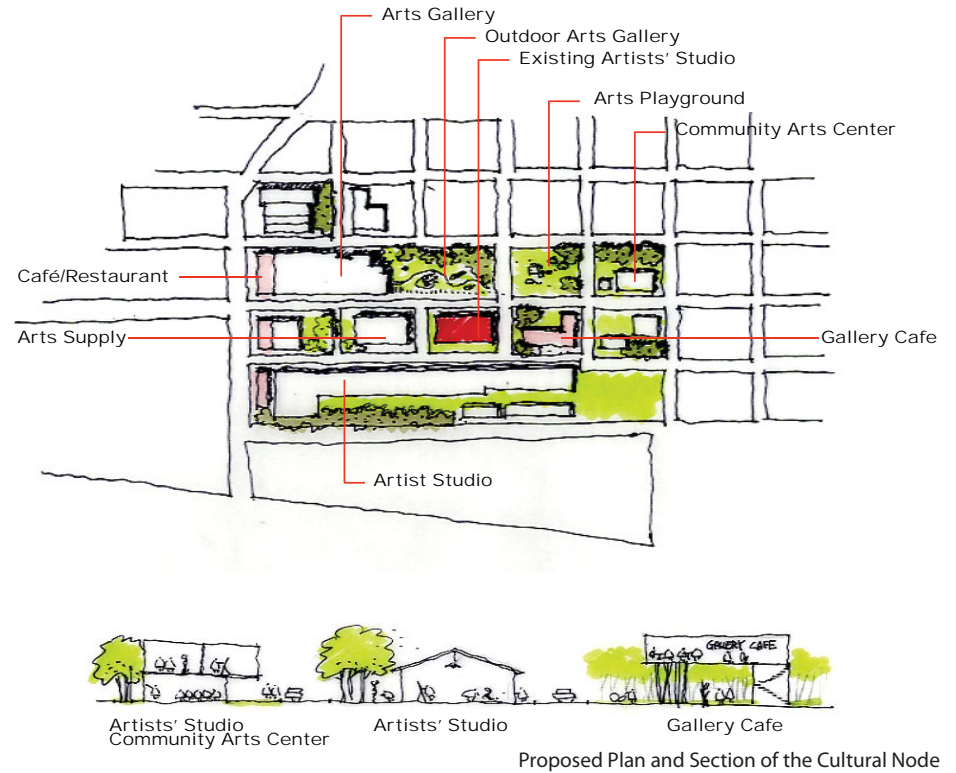 Arts Gallery
Outdoor Arts Gallery
Existing Artists' Studio
Arts Playground
Community Arts Center
Café/Restaurant
Arts Supply
Gallery Cafe
Artist Studio
GALLERY CAFE
Artists' Studio
Community Arts Center
Artists' Studio
Gallery Cafe
Proposed Plan and Section of the Cultural Node